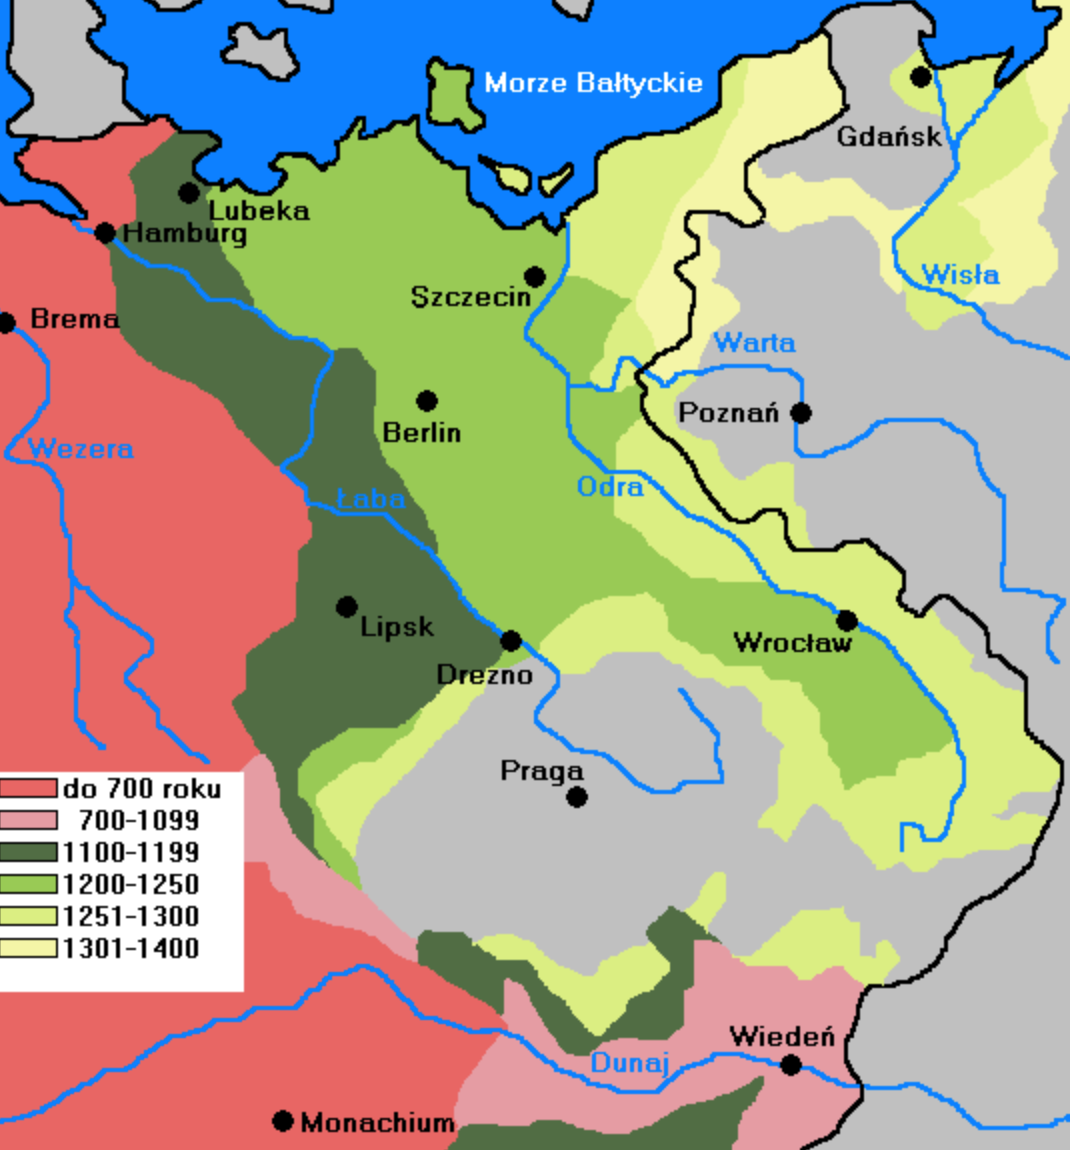 Morze Bałtyckie
Gdańsk
Lubeka
Hamburg
Wisła
Szczecin
Brema
Warta
Poznań
Berlin
Wezera
Odra
Łaba
Lipsk
Wrocław
Drezno
Praga
do 700 roku
700-1099
1100-1199
1200-1250
1251-1300
1301-1400
Wiedeń
Dunaj
Monachium